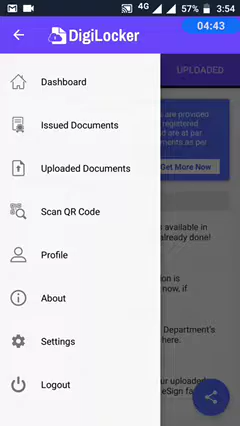 4G 57% 3:54
04:43
DigiLocker
UPLOADED
Dashboard
are provided
registered
d are at par
ments as per
Get More Now
Issued Documents
Uploaded Documents
Scan QR Code
available in
already done!
Profile
tion is
now, if
About
Department's
here.
Settings
ur uploaded
eSign fa
Logout